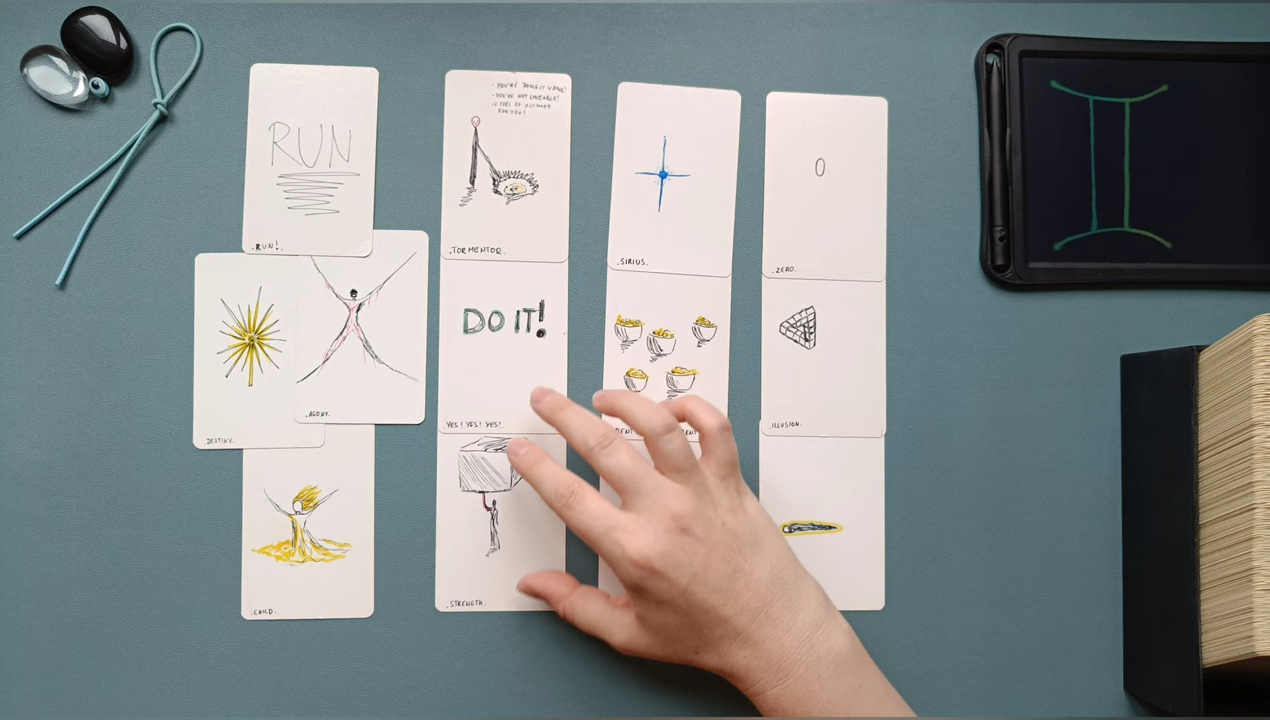 RUN
.RUN!.
- YOU'RE DOING IT WRONG!
- YOU'RE NOT LOVEABLE!
- I FEEL SO ASHAMED
FOR YOU!
.TORMENTOR.
.SIRIUS.
0
.ZERO.
.DESTINY.
.AGONY.
DO IT!
YES! YES! YES!.
.ILLUSION.
.CHILD.
.STRENGTH.